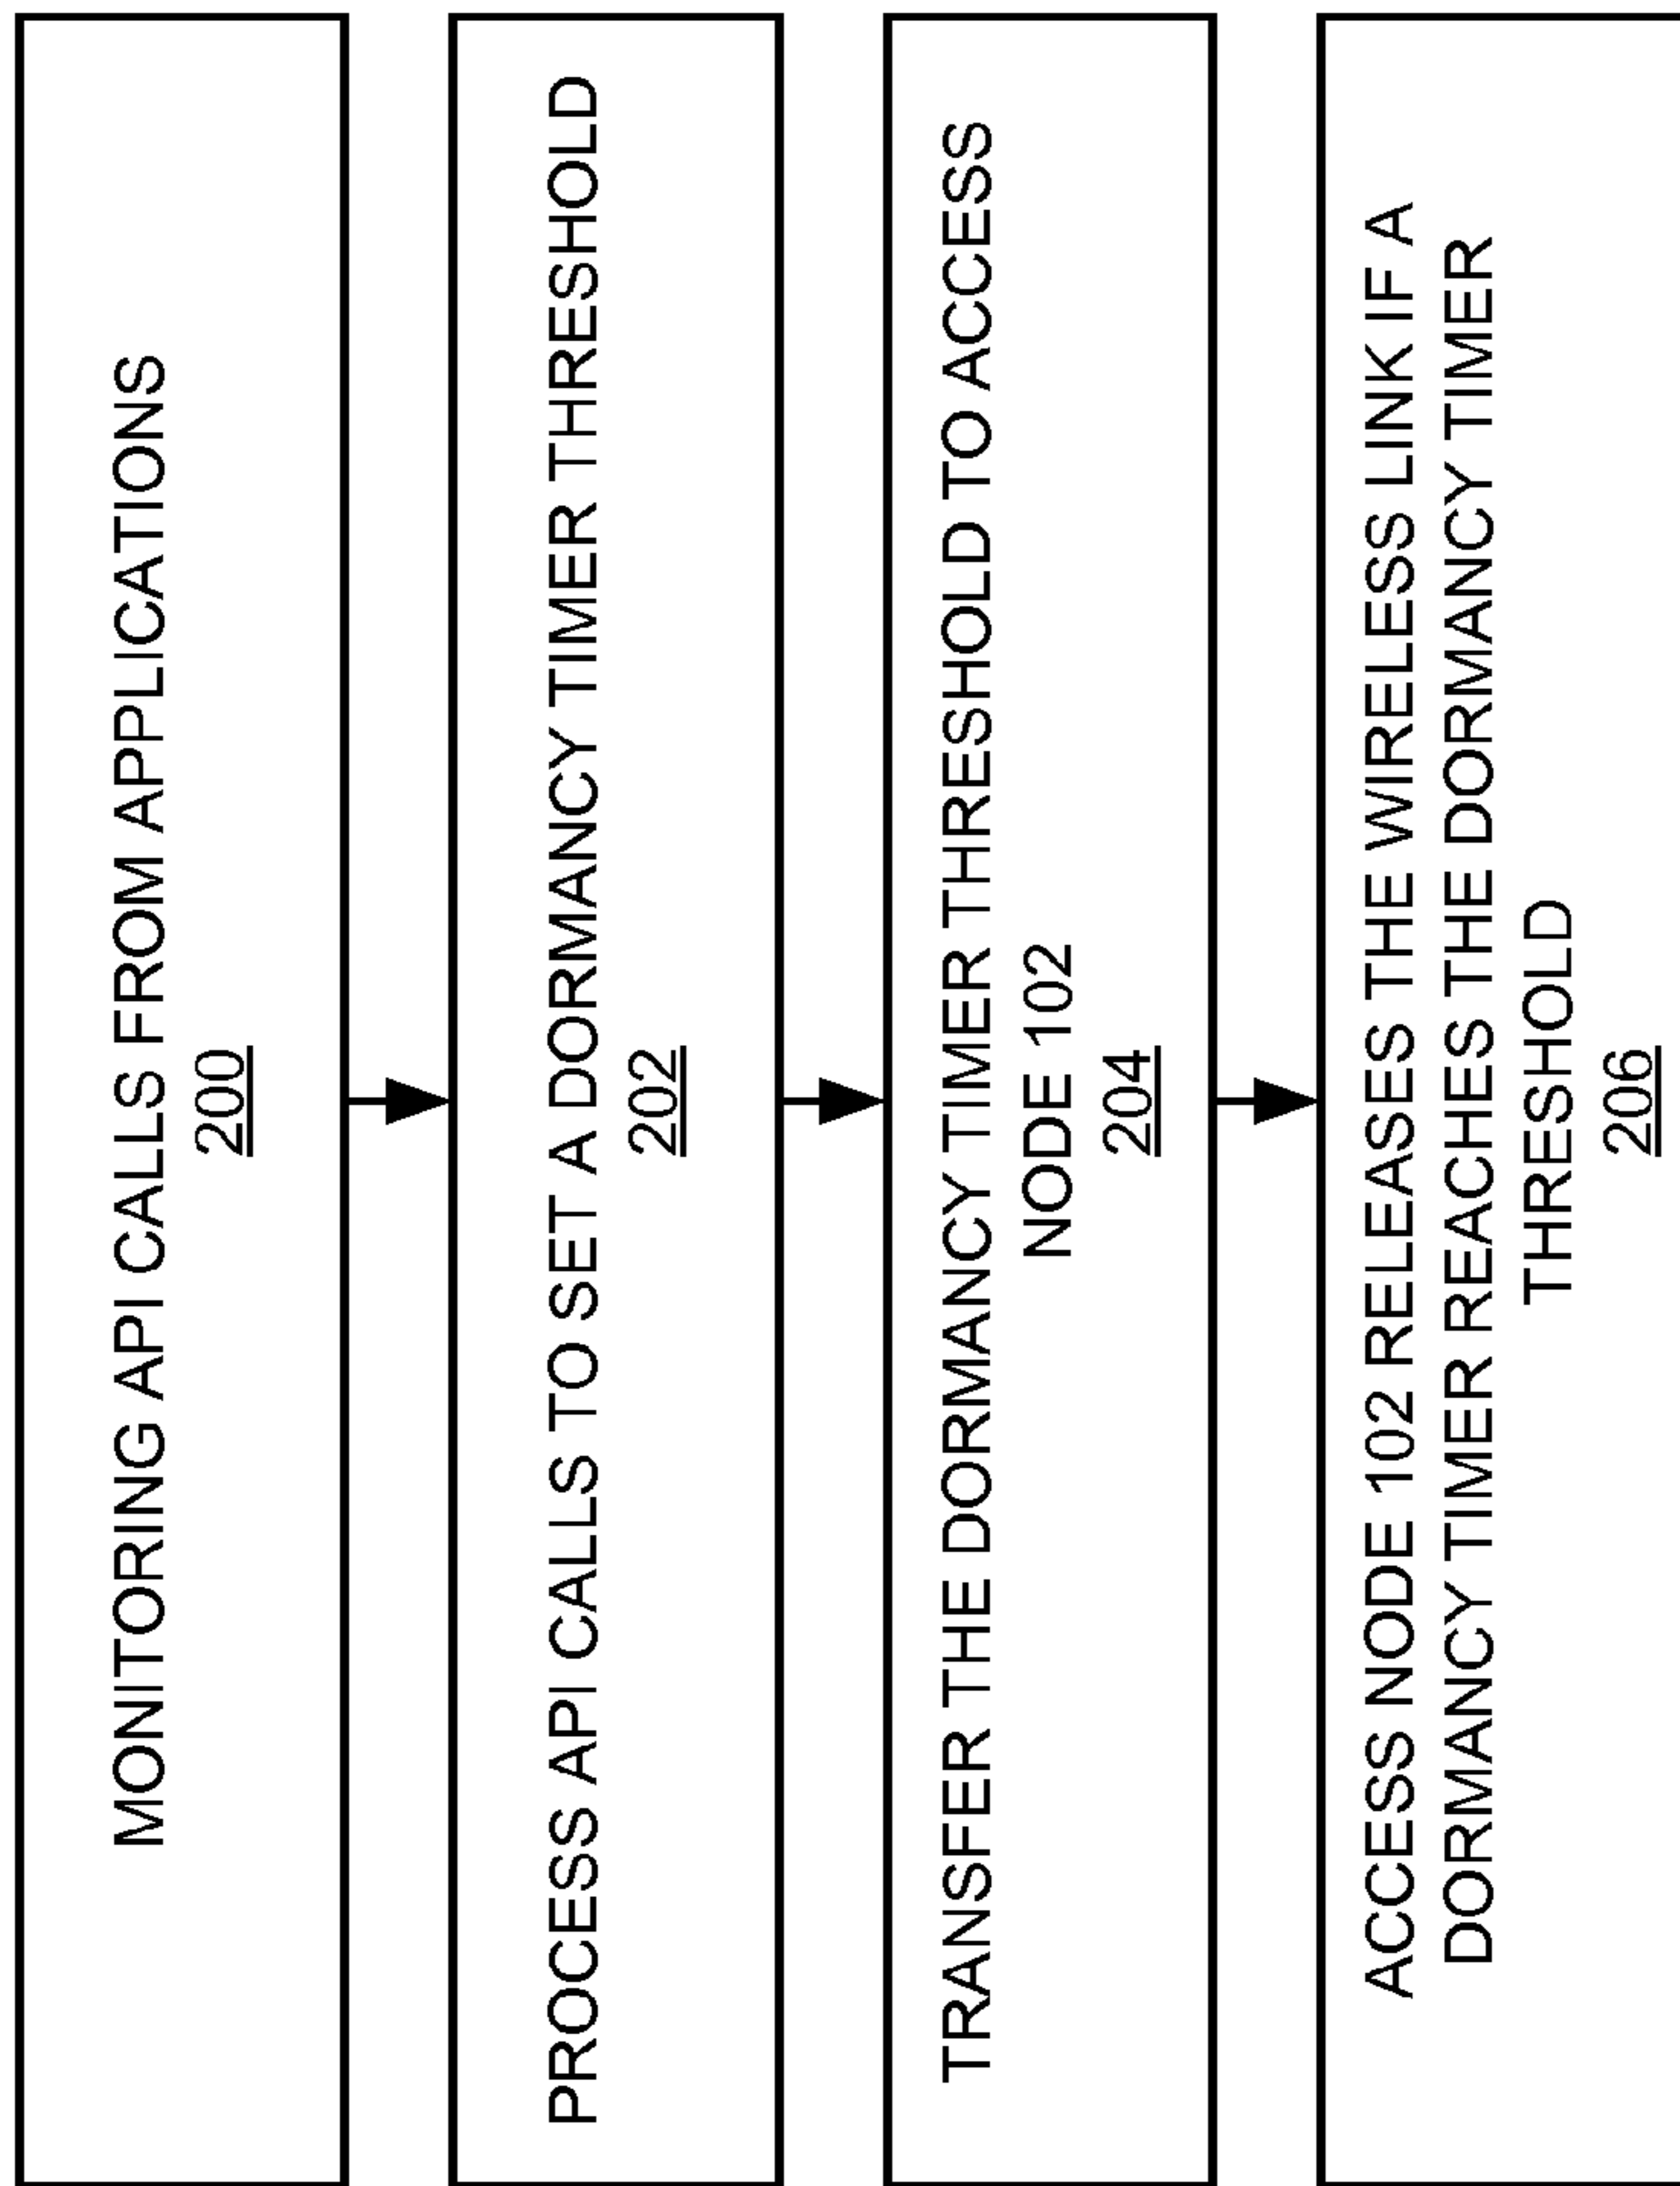 MONITORING API CALLS FROM APPLICATIONS
200
PROCESS API CALLS TO SET A DORMANCY TIMER THRESHOLD
202
TRANSFER THE DORMANCY TIMER THRESHOLD TO ACCESS
NODE 102
204
ACCESS NODE 102 RELEASES THE WIRELESS LINK IF A
DORMANCY TIMER REACHES THE DORMANCY TIMER
THRESHOLD
206